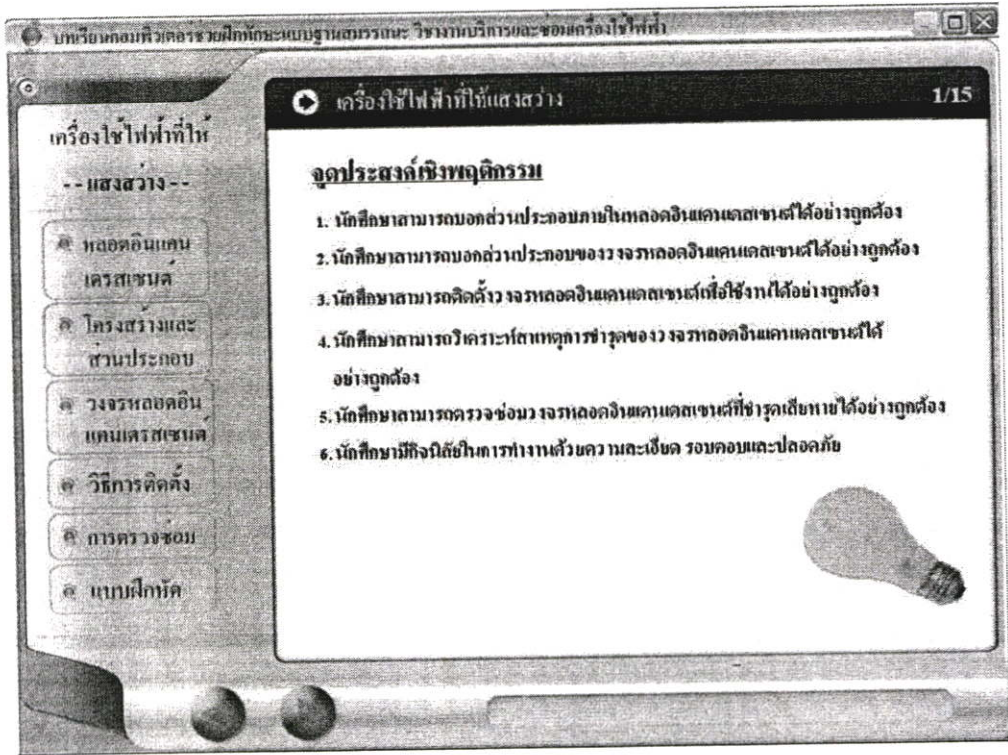 บทเรียนคอมพิวเตอร์ช่วยฝึกทักษะแบบฐานสมรรถนะ วิชางานบริการและซ่อมเครื่องใช้ไฟฟ้า
เครื่องใช้ไฟฟ้าที่ให้แสงสว่าง 1/15
เครื่องใช้ไฟฟ้าที่ให้
--แสงสว่าง--
หลอดอินแคน
เดรสเซนต์
โครงสร้างและ
ส่วนประกอบ
วงจรหลอดอิน
แคนเดรสเซนต์
วิธีการติดตั้ง
การตรวจซ่อม
แบบฝึกหัด
จุดประสงค์เชิงพฤติกรรม
1. นักศึกษาสามารถบอกส่วนประกอบภายในหลอดอินแคนเดลเซนต์ได้อย่างถูกต้อง
2. นักศึกษาสามารถบอกส่วนประกอบของวงจรหลอดอินแคนเดลเซนต์ได้อย่างถูกต้อง
3. นักศึกษาสามารถติดตั้งวงจรหลอดอินแคนเดลเซนต์เพื่อใช้งานได้อย่างถูกต้อง
4. นักศึกษาสามารถวิเคราะห์สาเหตุการชำรุดของวงจรหลอดอินแคนเดลเซนต์ได้
อย่างถูกต้อง
5. นักศึกษาสามารถตรวจซ่อมวงจรหลอดอินแคนเดลเซนต์ที่ชำรุดเสียหายได้อย่างถูกต้อง
6. นักศึกษามีกิจนิสัยในการทำงานด้วยความละเอียด รอบคอบและปลอดภัย